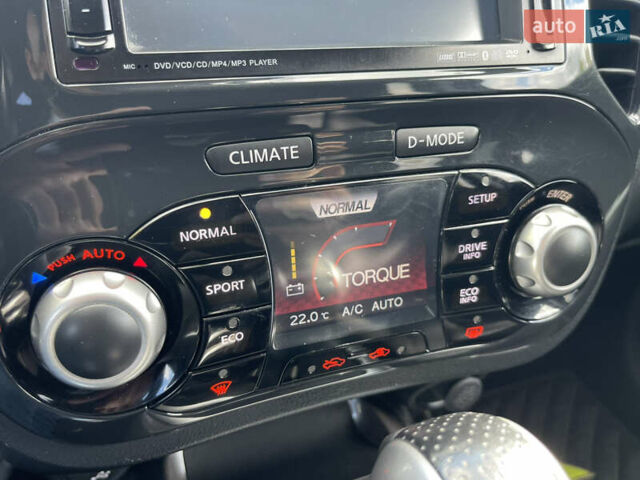 auto RIA .com
MIC DVD/VCD/CD/MP4/MP3 PLAYER
CLIMATE
D-MODE
NORMAL
SETUP
ENTER
NORMAL
PUSH AUTO
TORQUE
DRIVE INFO
SPORT
ECO INFO
22.0°C A/C AUTO
ECO